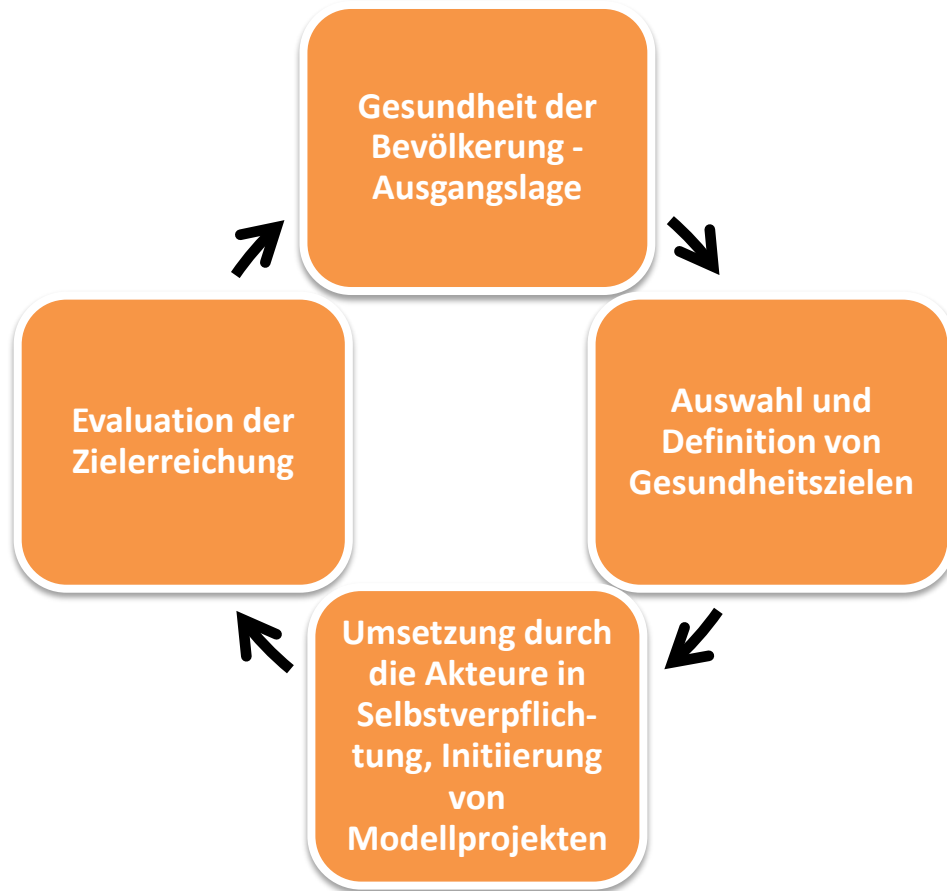 Gesundheit der
Bevölkerung -
Ausgangslage
Auswahl und
Definition von
Gesundheitszielen
Umsetzung durch
die Akteure in
Selbstverpflich-
tung, Initiierung
von
Modellprojekten
Evaluation der
Zielerreichung